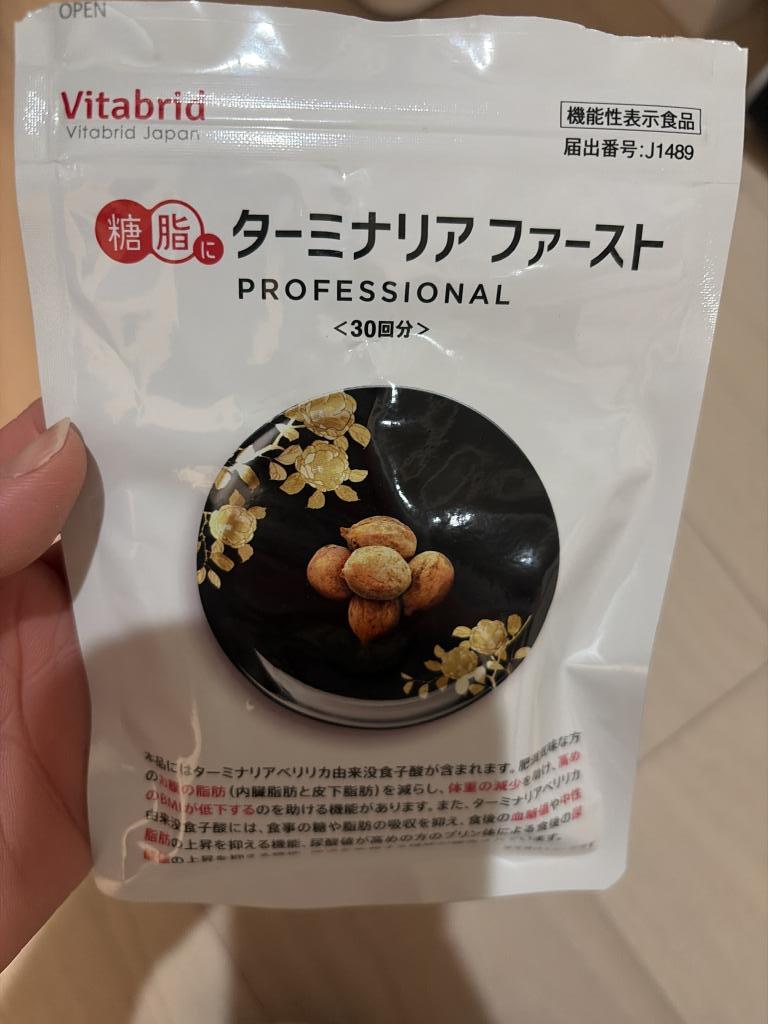 OPEN
Vitabrid
Vitabrid Japan
機能性表示食品
届出番号:J1489
糖脂に
ターミナリア ファースト
PROFESSIONAL
<30回分>
本品にはターミナリアベリリカ由来没食子酸が含まれます。肥満気味な方
の脂肪(内臓脂肪と皮下脂肪)を減らし、体重の減少を助け、高め
のBMIが低下するのを助ける機能があります。また、ターミナリアベリリカ
由来没食子酸には、食事の糖や脂肪の吸収を抑え、食後の血糖値や中性
脂肪の上昇を抑える機能、尿酸値が高めの方のプリン体による食後の尿
の上昇を抑える